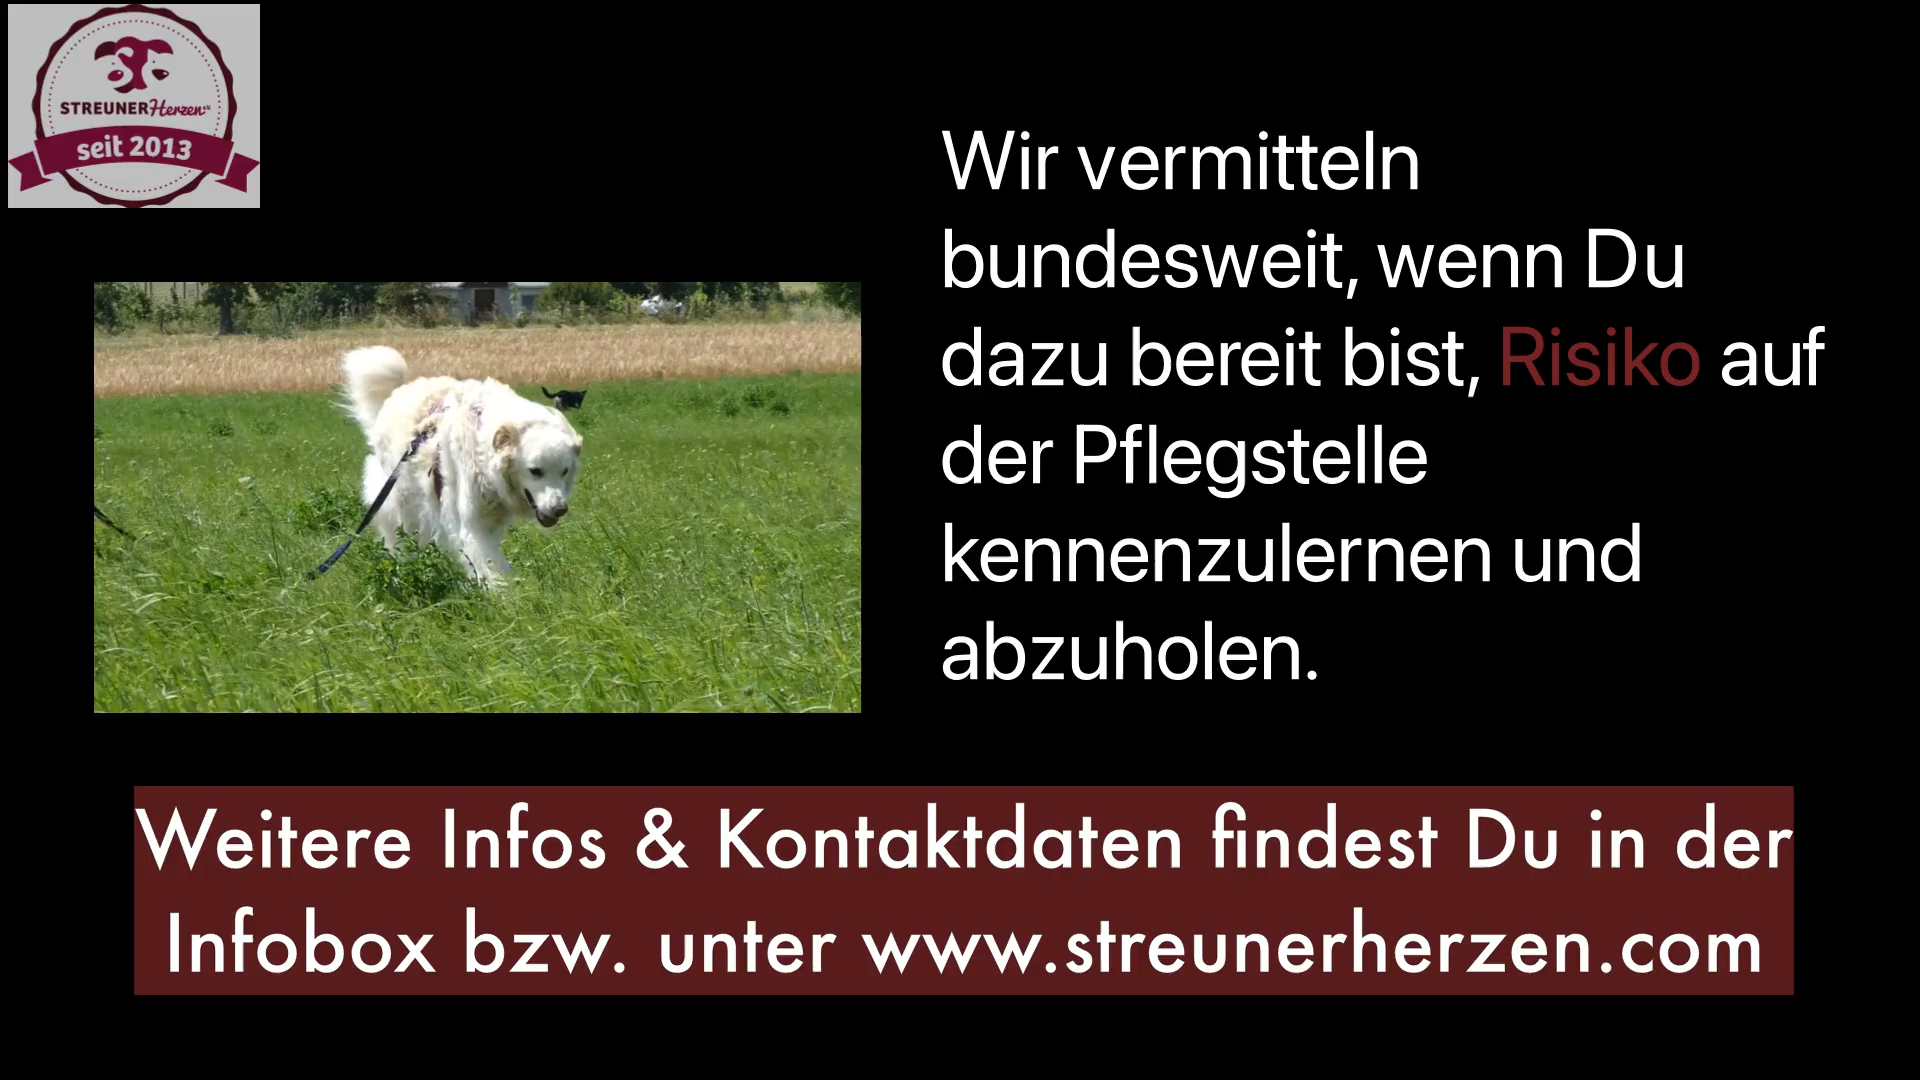 STREUNERHerzen e.V.
seit 2013
Wir vermitteln
bundesweit, wenn Du
dazu bereit bist, Risiko auf
der Pflegstelle
kennenzulernen und
abzuholen.
Weitere Infos & Kontaktdaten findest Du in der
Infobox bzw. unter www.streunerherzen.com